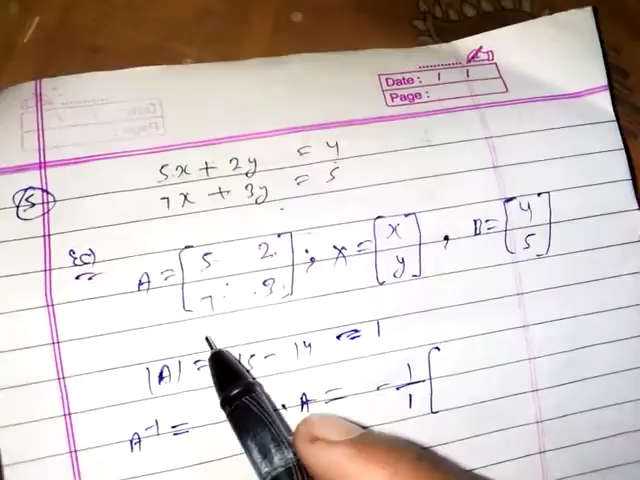 Date : / /
Page :
5x + 2y = 4
7x + 3y = 5
5
A = [ 5 2 ; X = [ x , B = [ 4
7 3 ] y ] 5 ]
|A| = 15 - 14 = 1
A⁻¹ = . A = = 1/1 [